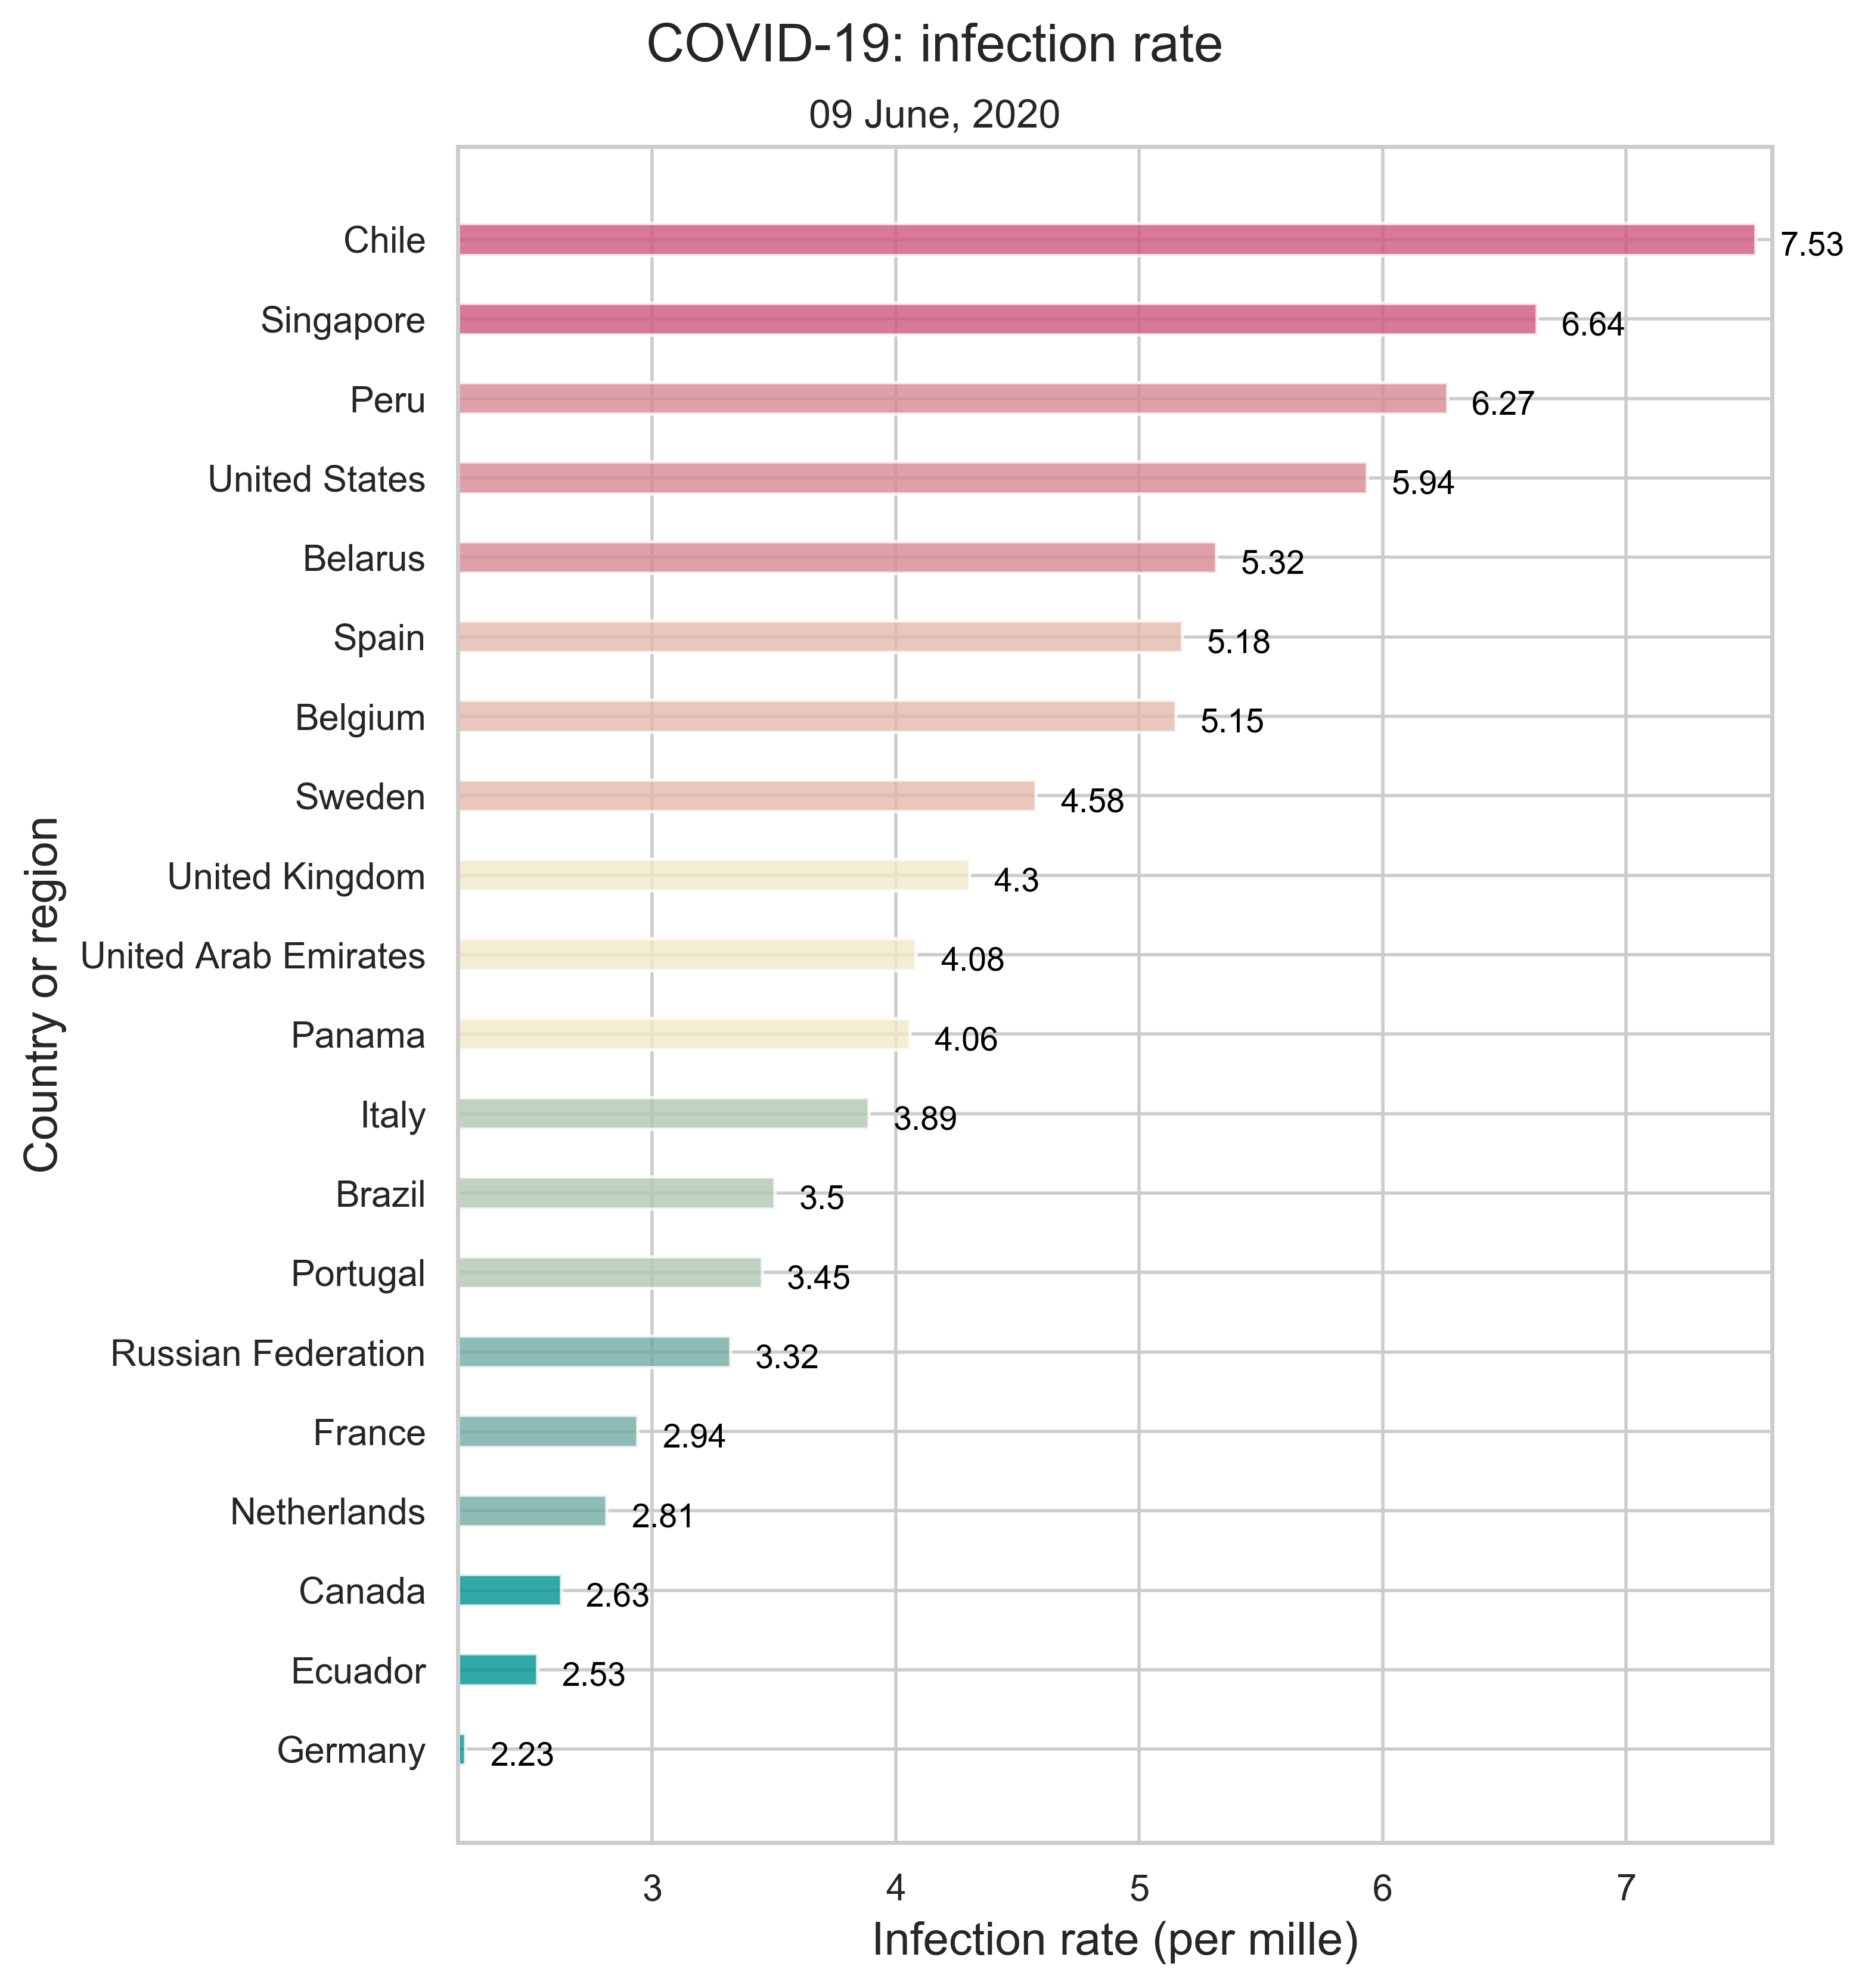 COVID-19: infection rate
09 June, 2020
Country or region
Chile 7.53
Singapore 6.64
Peru 6.27
United States 5.94
Belarus 5.32
Spain 5.18
Belgium 5.15
Sweden 4.58
United Kingdom 4.3
United Arab Emirates 4.08
Panama 4.06
Italy 3.89
Brazil 3.5
Portugal 3.45
Russian Federation 3.32
France 2.94
Netherlands 2.81
Canada 2.63
Ecuador 2.53
Germany 2.23
3 4 5 6 7
Infection rate (per mille)